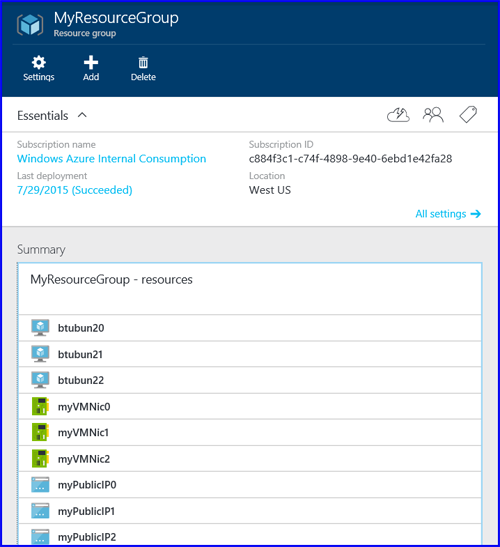 MyResourceGroup
Resource group
Settings Add Delete
Essentials
Subscription name Subscription ID
Windows Azure Internal Consumption c884f3c1-c74f-4898-9e40-6ebd1e42fa28
Last deployment Location
7/29/2015 (Succeeded) West US
All settings
Summary
MyResourceGroup - resources
btubun20
btubun21
btubun22
myVMNic0
myVMNic1
myVMNic2
myPublicIP0
myPublicIP1
myPublicIP2